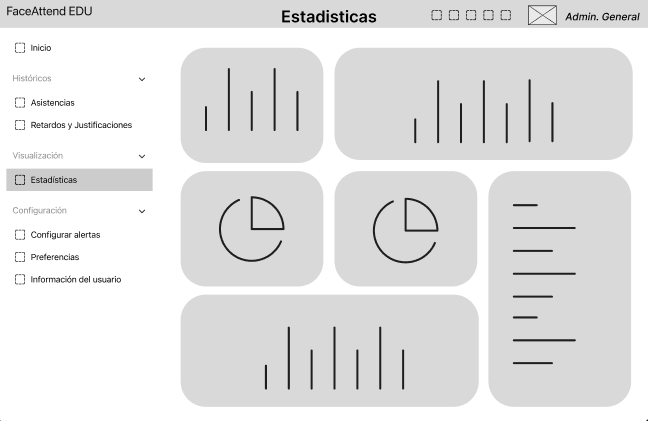 FaceAttend EDU
Estadisticas
Admin. General
Inicio
Históricos
Asistencias
Retardos y Justificaciones
Visualización
Estadísticas
Configuración
Configurar alertas
Preferencias
Información del usuario